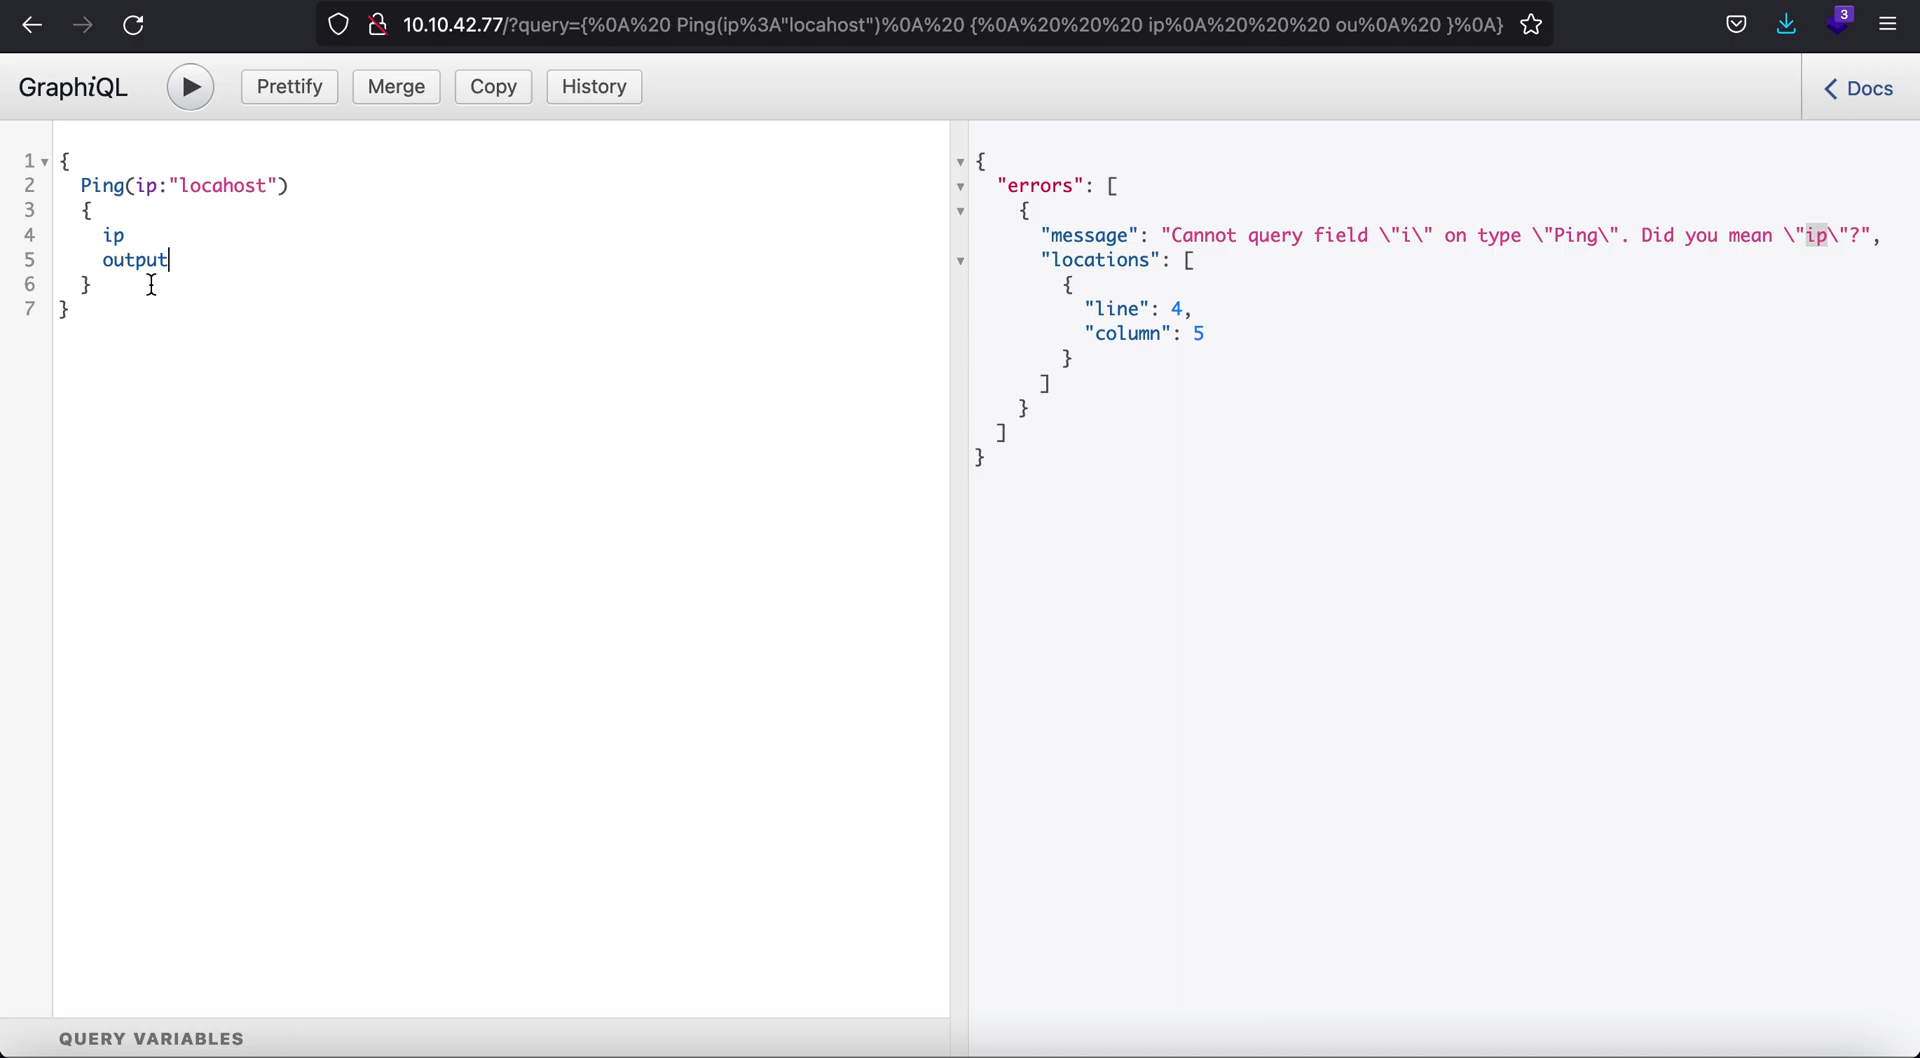 10.10.42.77/?query={%0A%20 Ping(ip%3A"locahost")%0A%20 {%0A%20%20%20 ip%0A%20%20%20 ou%0A%20 }%0A}
3
GraphiQL
Prettify
Merge
Copy
History
Docs
1 {
2 Ping(ip:"locahost")
3 {
4 ip
5 output
6 }
7 }
{
"errors": [
{
"message": "Cannot query field \"i\" on type \"Ping\". Did you mean \"ip\"?",
"locations": [
{
"line": 4,
"column": 5
}
]
}
]
}
QUERY VARIABLES